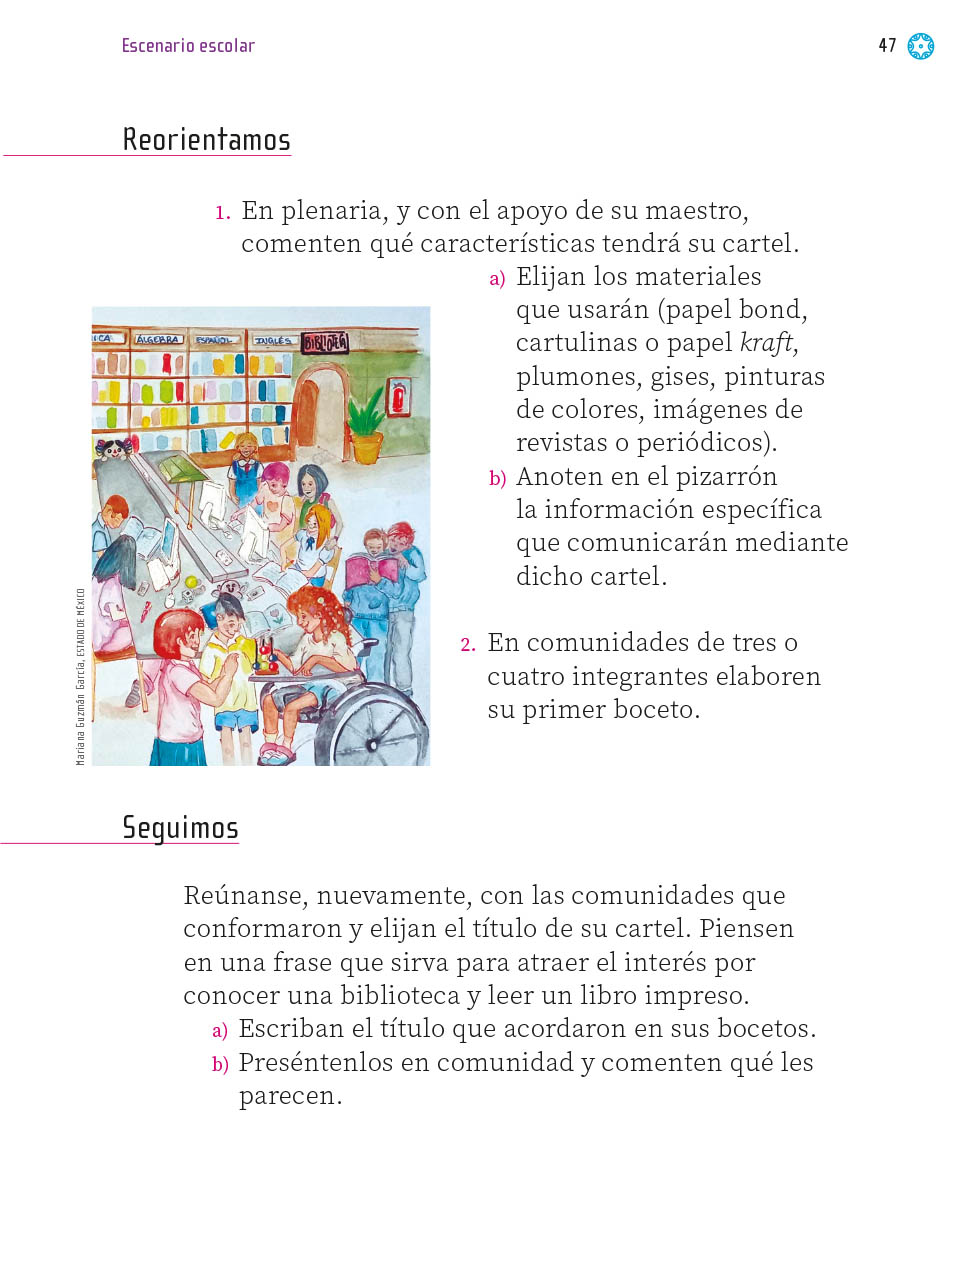 Escenario escolar
47
Reorientamos
1. En plenaria, y con el apoyo de su maestro,
comenten qué características tendrá su cartel.
a) Elijan los materiales
que usarán (papel bond,
cartulinas o papel kraft,
plumones, gises, pinturas
de colores, imágenes de
revistas o periódicos).
b) Anoten en el pizarrón
la información específica
que comunicarán mediante
dicho cartel.
ICA
ÁLGEBRA
ESPAÑOL
INGLÉS
BIBLIOTECA
Mariana Guzmán García, ESTADO DE MÉXICO
2. En comunidades de tres o
cuatro integrantes elaboren
su primer boceto.
Seguimos
Reúnanse, nuevamente, con las comunidades que
conformaron y elijan el título de su cartel. Piensen
en una frase que sirva para atraer el interés por
conocer una biblioteca y leer un libro impreso.
a) Escriban el título que acordaron en sus bocetos.
b) Preséntenlos en comunidad y comenten qué les
parecen.